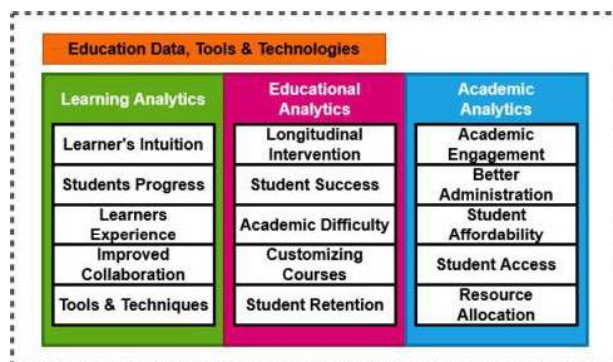 Education Data, Tools & Technologies
Learning Analytics
Learner's Intuition
Students Progress
Learners
Experience
Improved
Collaboration
Tools & Techniques
Educational
Analytics
Longitudinal
Intervention
Student Success
Academic Difficulty
Customizing
Courses
Student Retention
Academic
Analytics
Academic
Engagement
Better
Administration
Student
Affordability
Student Access
Resource
Allocation